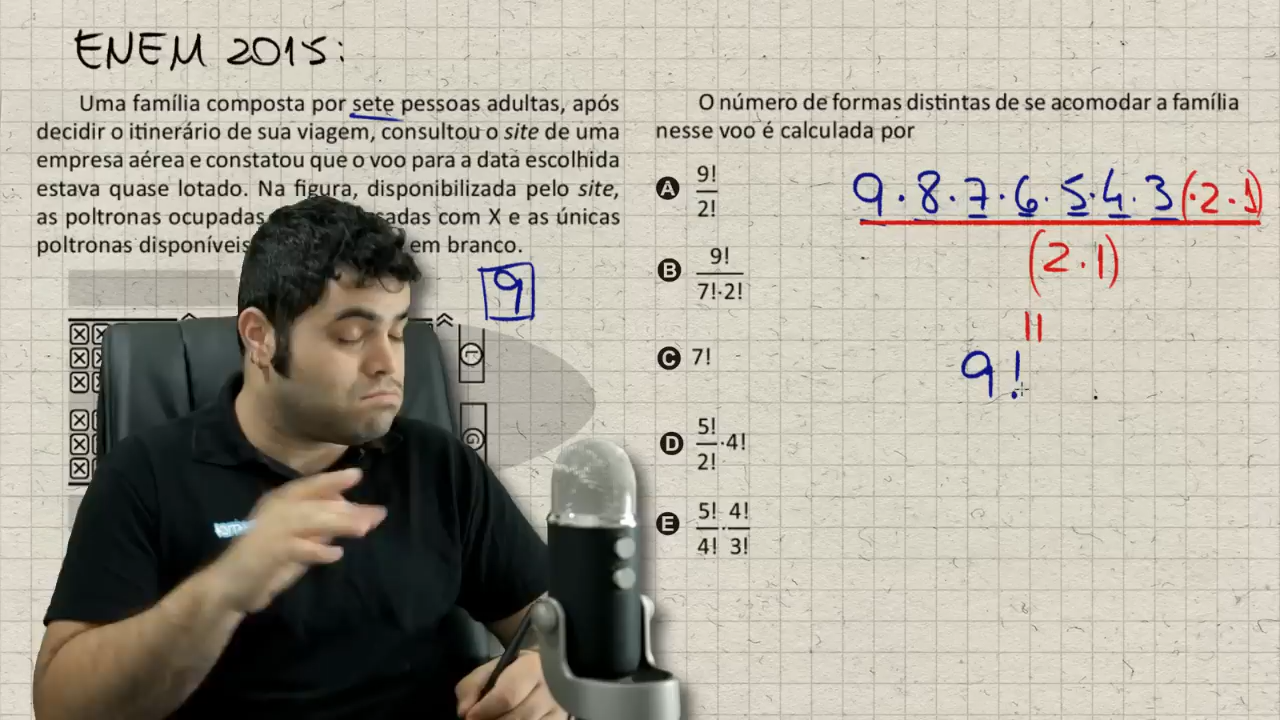 ENEM 2015:
Uma família composta por sete pessoas adultas, após
decidir o itinerário de sua viagem, consultou o site de uma
empresa aérea e constatou que o voo para a data escolhida
estava quase lotado. Na figura, disponibilizada pelo site,
as poltronas ocupadas sadas com X e as únicas
poltronas disponíveis em branco.
9
L
G
O número de formas distintas de se acomodar a família
nesse voo é calculada por
A 9!/2!
B 9!/7!·2!
C 7!
D 5!/2!·4!
E 5!/4!·4!/3!
9·8·7·6·5·4·3(·2·1)
(2·1)
=
9!